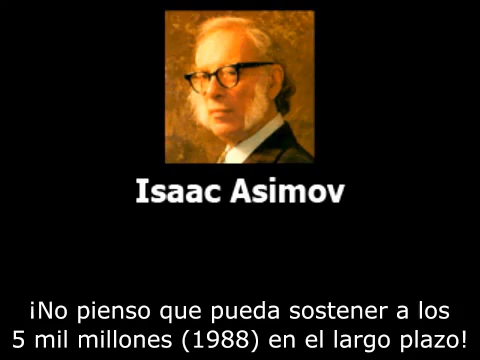 Isaac Asimov
¡No pienso que pueda sostener a los
5 mil millones (1988) en el largo plazo!